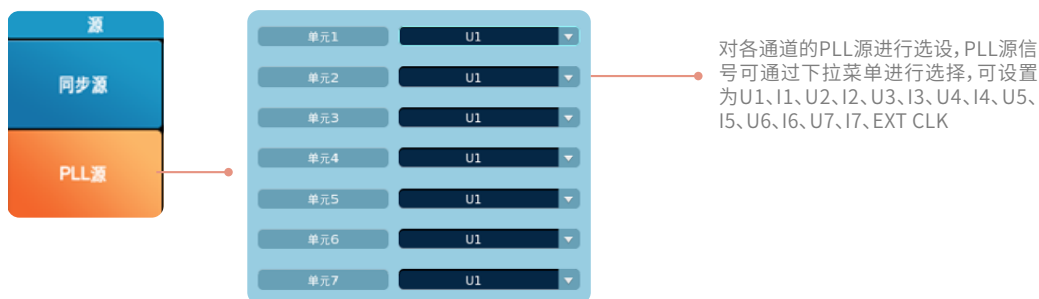 源
同步源
PLL源
单元1 U1
单元2 U1
单元3 U1
单元4 U1
单元5 U1
单元6 U1
单元7 U1
对各通道的PLL源进行选设，PLL源信
号可通过下拉菜单进行选择，可设置
为U1、I1、U2、I2、U3、I3、U4、I4、U5、
I5、U6、I6、U7、I7、EXT CLK